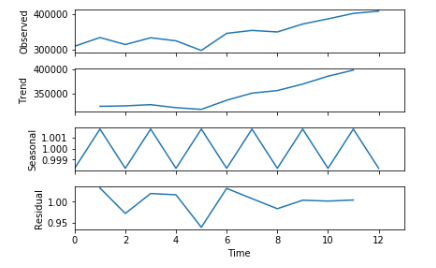 Observed
400000
300000
Trend
400000
350000
Seasonal
1.001
1.000
0.999
Residual
1.00
0.95
0 2 4 6 8 10 12
Time